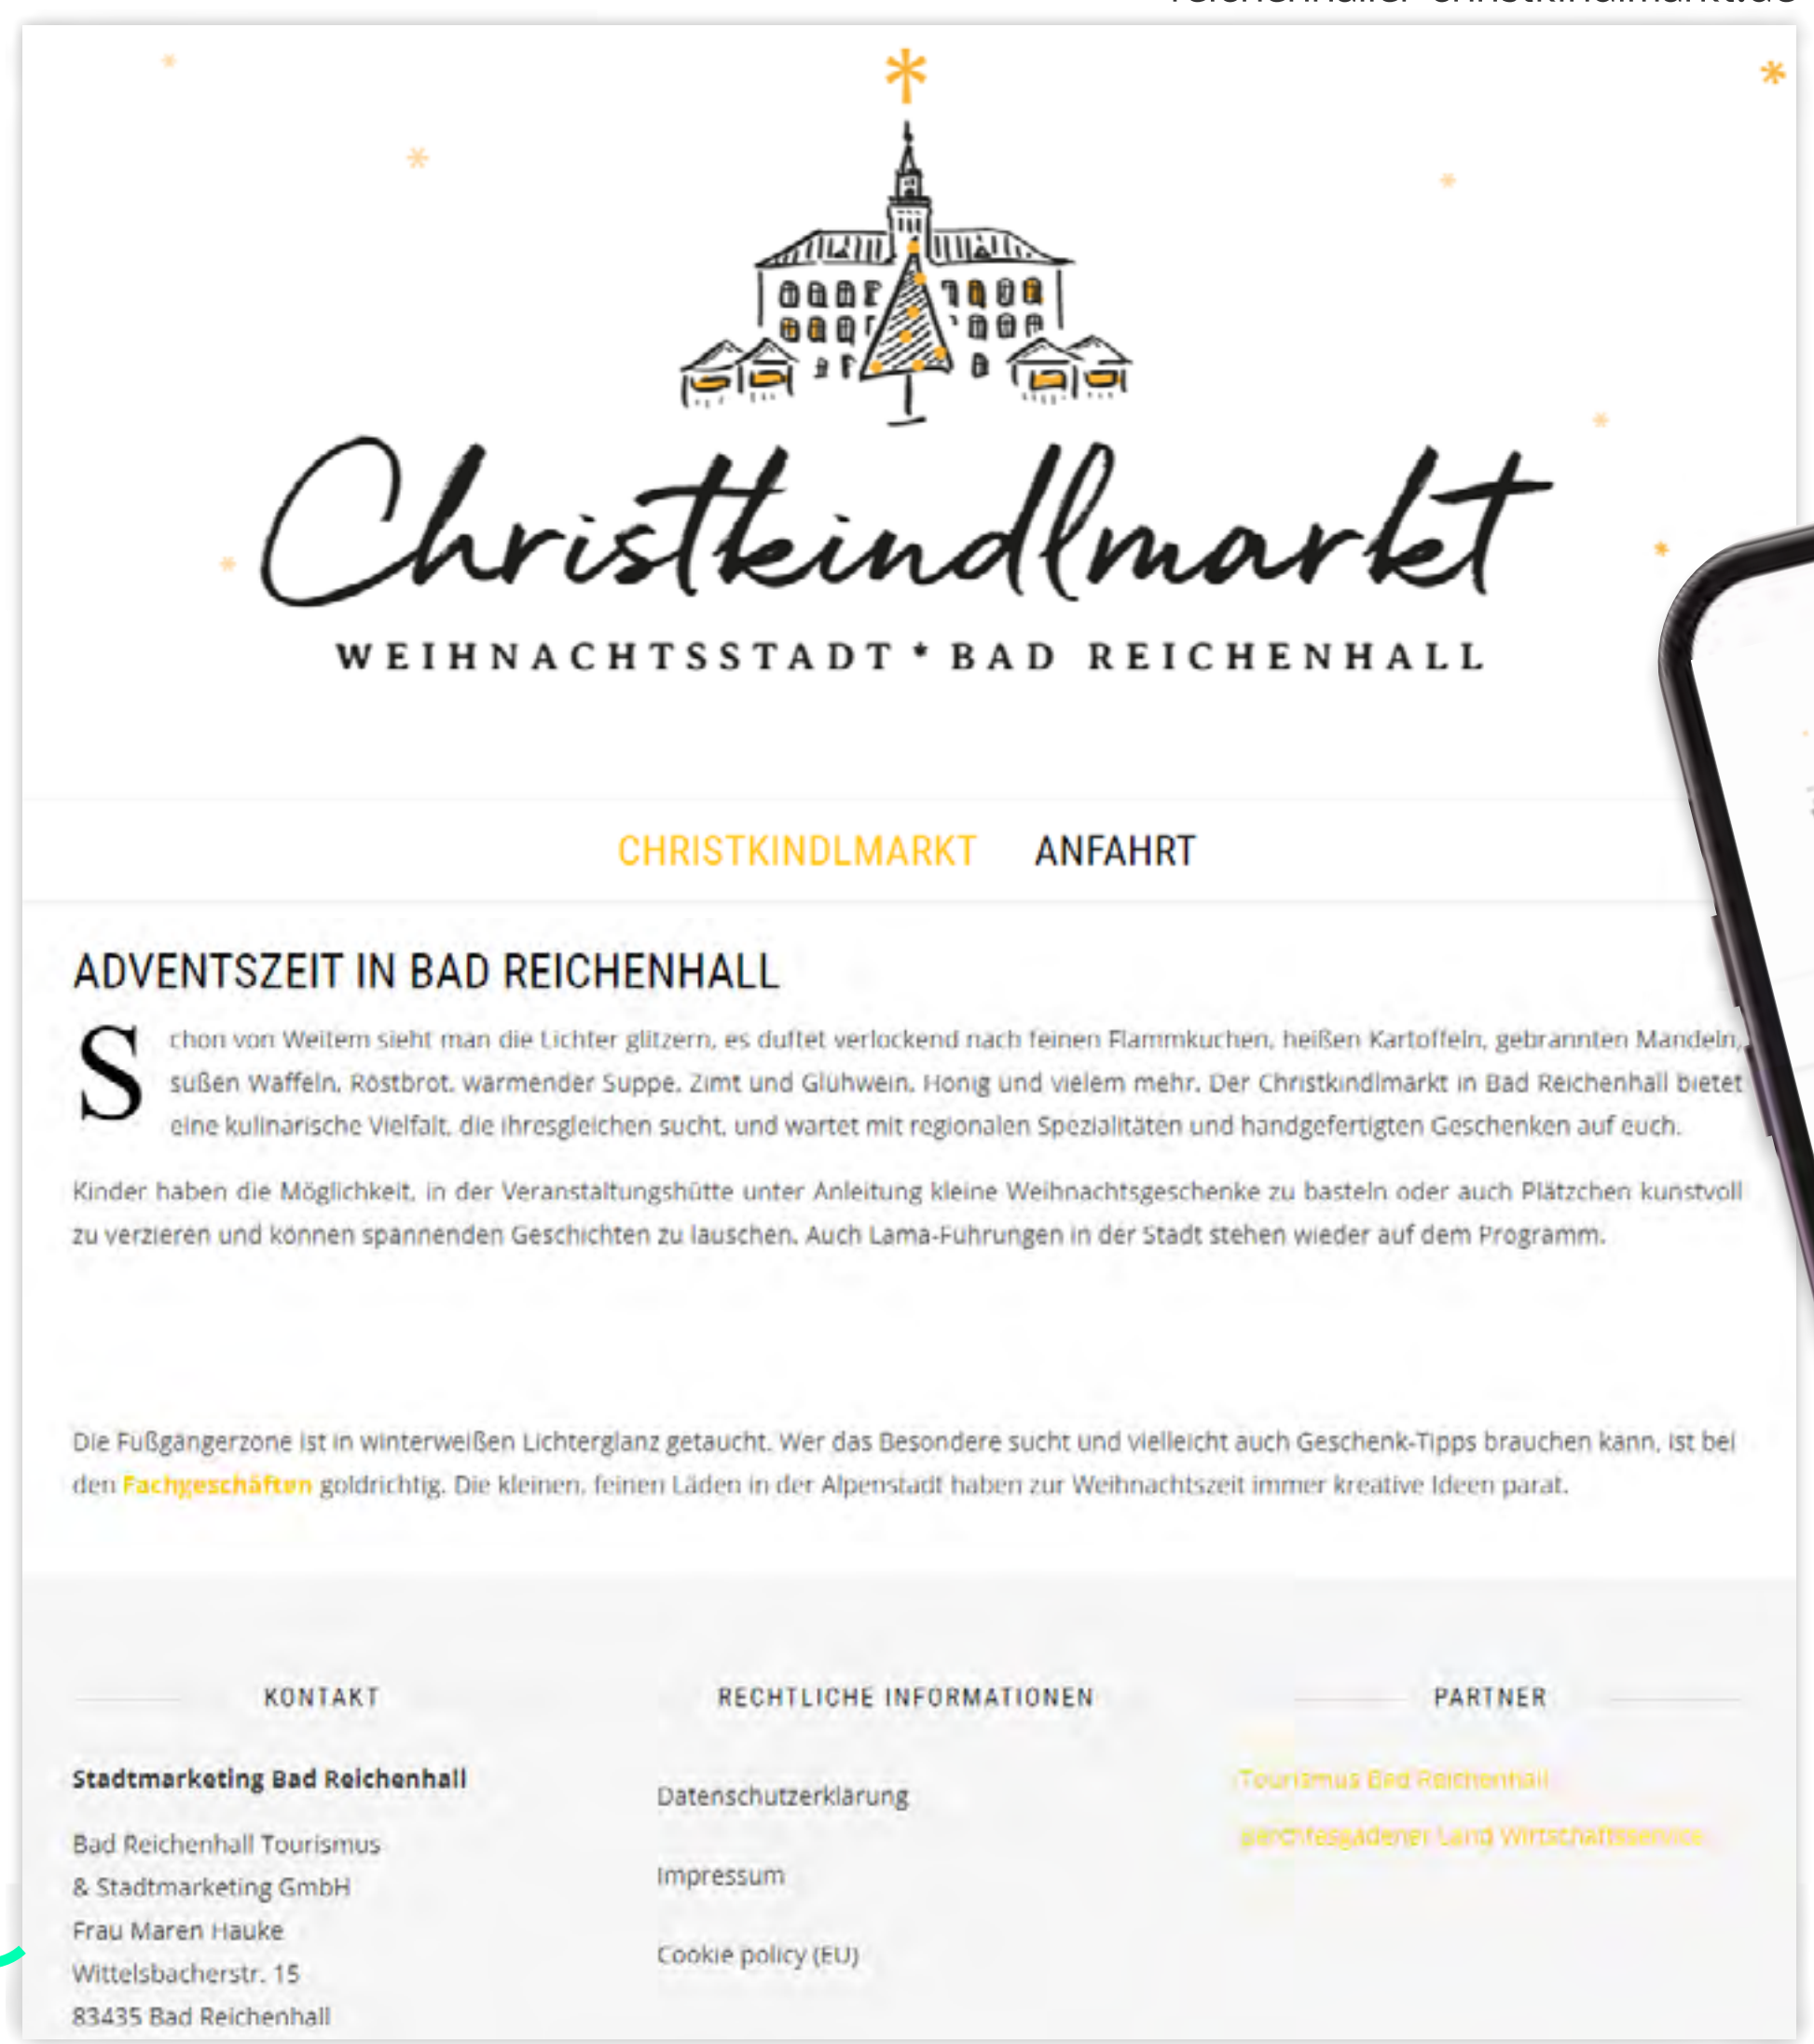 CHRISTKINDLMARKT
WEIHNACHTSSTADT * BAD REICHENHALL
CHRISTKINDLMARKT ANFAHRT
ADVENTSZEIT IN BAD REICHENHALL
Schon von Weitem sieht man die Lichter glitzern, es duftet verlockend nach feinen Flammkuchen, heißen Kartoffeln, gebrannten Mandeln,
süßen Waffeln, Röstbrot, wärmender Suppe, Zimt und Glühwein, Honig und vielem mehr. Der Christkindlmarkt in Bad Reichenhall bietet
eine kulinarische Vielfalt, die ihresgleichen sucht, und wartet mit regionalen Spezialitäten und handgefertigten Geschenken auf euch.
Kinder haben die Möglichkeit, in der Veranstaltungshütte unter Anleitung kleine Weihnachtsgeschenke zu basteln oder auch Plätzchen kunstvoll
zu verzieren und können spannenden Geschichten zu lauschen. Auch Lama-Führungen in der Stadt stehen wieder auf dem Programm.
Die Fußgängerzone ist in winterweißen Lichterglanz getaucht. Wer das Besondere sucht und vielleicht auch Geschenk-Tipps brauchen kann, ist bei
den Fachgeschäften goldrichtig. Die kleinen, feinen Läden in der Alpenstadt haben zur Weihnachtszeit immer kreative Ideen parat.
KONTAKT
Stadtmarketing Bad Reichenhall
Bad Reichenhall Tourismus
& Stadtmarketing GmbH
Frau Maren Hauke
Wittelsbacherstr. 15
83435 Bad Reichenhall
RECHTLICHE INFORMATIONEN
Datenschutzerklärung
Impressum
Cookie policy (EU)
PARTNER
Tourismus Bad Reichenhall
Berchtesgadener Land Wirtschaftsservice